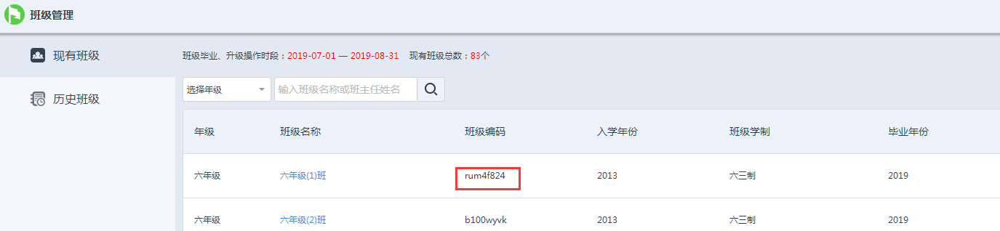 班级管理
现有班级
历史班级
班级毕业、升级操作时段：2019-07-01 — 2019-08-31 现有班级总数：83个
选择年级 输入班级名称或班主任姓名
年级 班级名称 班级编码 入学年份 班级学制 毕业年份
六年级 六年级(1)班 rum4f824 2013 六三制 2019
六年级 六年级(2)班 b100wyvk 2013 六三制 2019